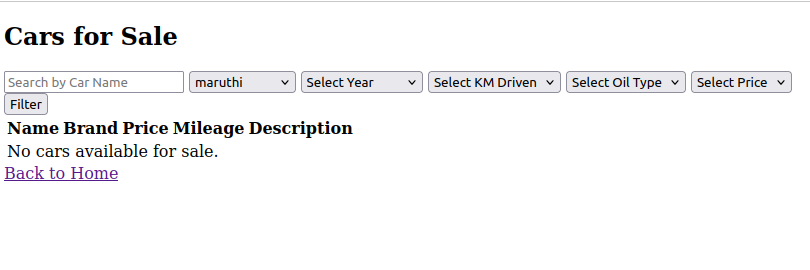 Cars for Sale
Search by Car Name maruthi Select Year Select KM Driven Select Oil Type Select Price
Filter
Name Brand Price Mileage Description
No cars available for sale.
Back to Home